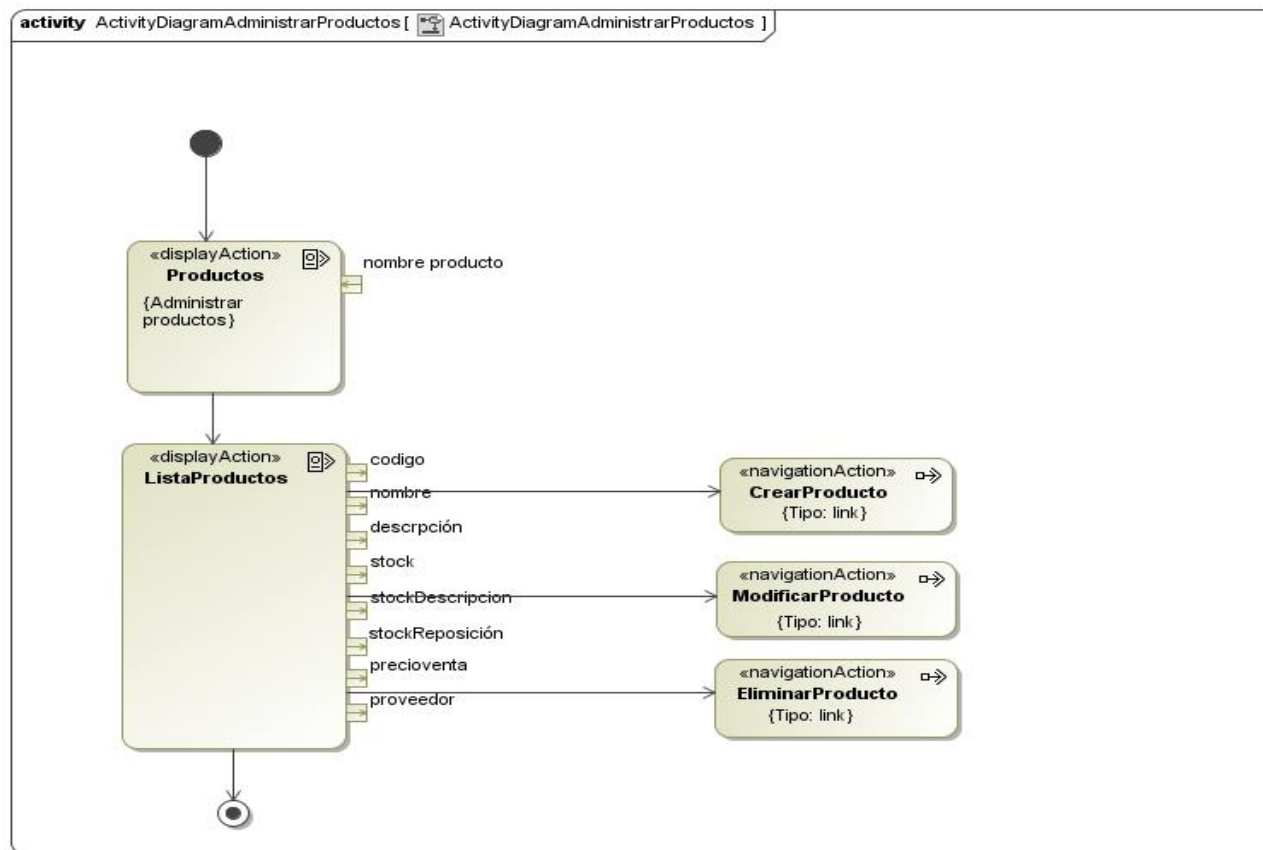 activity ActivityDiagramAdministrarProductos [ ActivityDiagramAdministrarProductos ]
«displayAction»
Productos
{Administrar
productos}
nombre producto
«displayAction»
ListaProductos
codigo
nombre
descrpción
stock
stockDescripcion
stockReposición
precioventa
proveedor
«navigationAction»
CrearProducto
{Tipo: link}
«navigationAction»
ModificarProducto
{Tipo: link}
«navigationAction»
EliminarProducto
{Tipo: link}